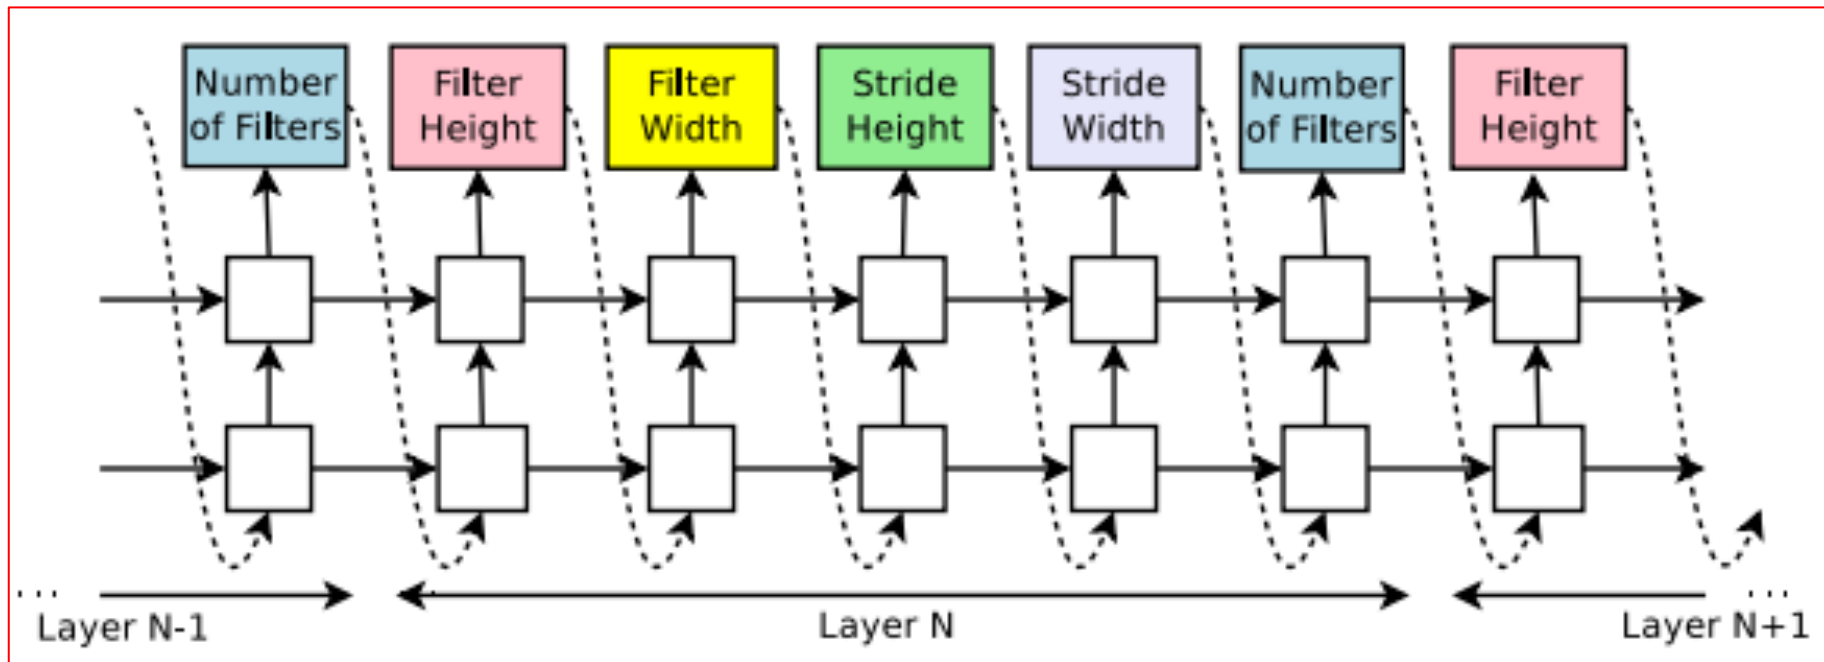 Number
of Filters
Filter
Height
Filter
Width
Stride
Height
Stride
Width
Number
of Filters
Filter
Height
...
Layer N-1
Layer N
...
Layer N+1